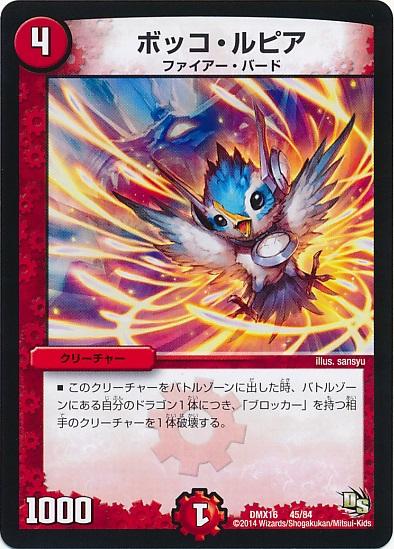 4
ボッコ・ルピア
ファイアー・バード
クリーチャー
illus. sansyu
■ このクリーチャーをバトルゾーンに出した時、バトルゾ
ーンにある自分のドラゴン1体につき、「ブロッカー」を持つ相
手のクリーチャーを1体破壊する。
1000
1
DMX16 45/84
DS
©2014 Wizards/Shogakukan/Mitsui-Kids